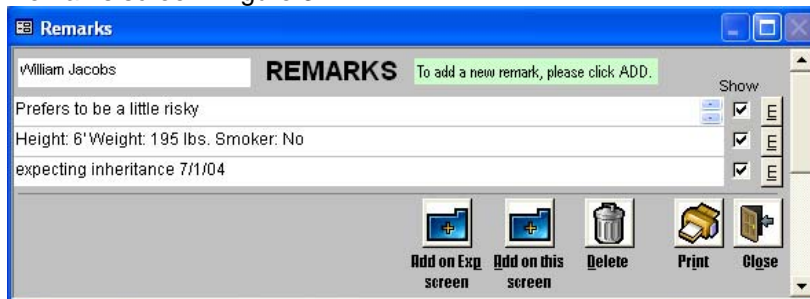 Remarks
William Jacobs
REMARKS
To add a new remark, please click ADD.
Show
Prefers to be a little risky
E
Height: 6' Weight: 195 lbs. Smoker: No
E
expecting inheritance 7/1/04
E
Add on Exp screen
Add on this screen
Delete
Print
Close